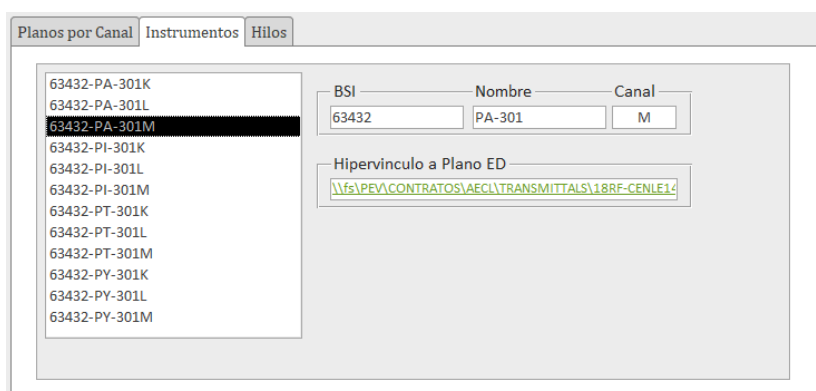 Planos por Canal Instrumentos Hilos
63432-PA-301K
63432-PA-301L
63432-PA-301M
63432-PI-301K
63432-PI-301L
63432-PI-301M
63432-PT-301K
63432-PT-301L
63432-PT-301M
63432-PY-301K
63432-PY-301L
63432-PY-301M
BSI Nombre Canal
63432 PA-301 M
Hipervinculo a Plano ED
\\fs\PEV\CONTRATOS\AECL\TRANSMITTALS\18RF-CENLE14